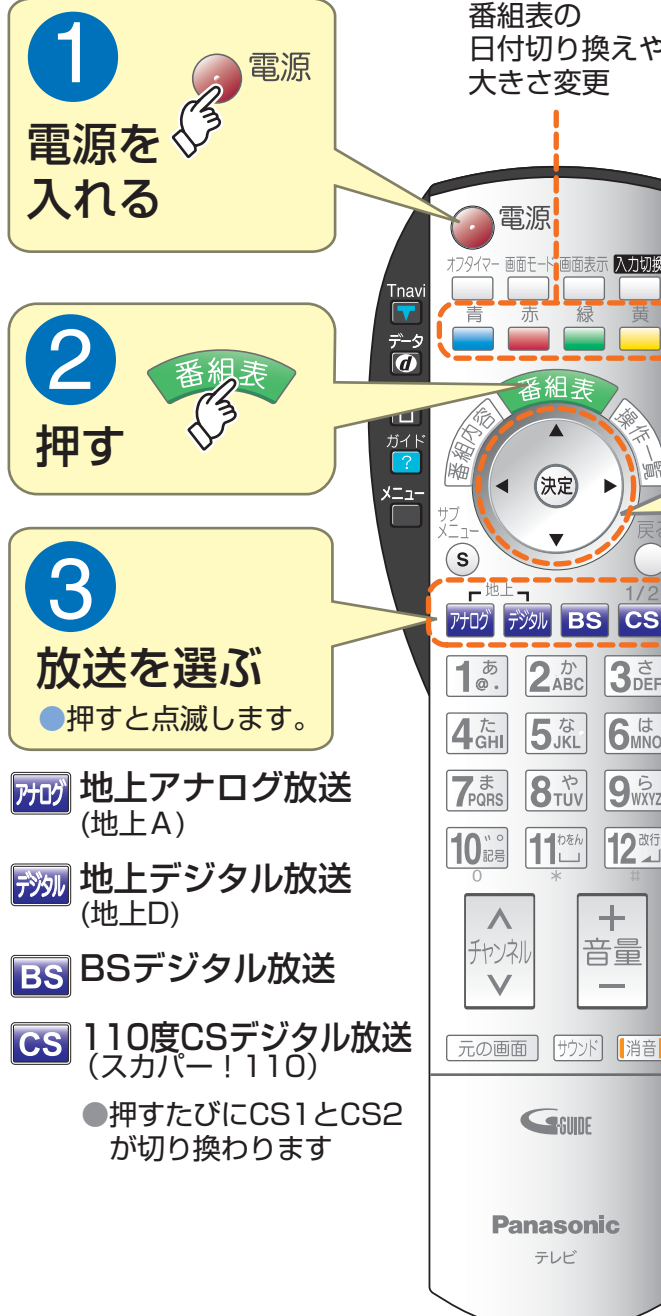 番組表の
日付切り換えや
大きさ変更
1
電源
電源を
入れる
2
番組表
押す
3
放送を選ぶ
●押すと点滅します。
アナログ 地上アナログ放送
(地上A)
デジタル 地上デジタル放送
(地上D)
BS BSデジタル放送
CS 110度CSデジタル放送
(スカパー!110)
●押すたびにCS1とCS2
が切り換わります
電源
オフタイマー 画面モード 画面表示 入力切換
Tnavi
青 赤 緑 黄
データ
d
番組表
番組内容
操作一覧
ガイド
?
決定
メニュー
サブ
メニュー
戻る
S
地上
1/2
アナログ デジタル BS CS
1 あ @. 2 か ABC 3 さ DEF
4 た GHI 5 な JKL 6 は MNO
7 ま PQRS 8 や TUV 9 ら WXYZ
10 ゛゜ 記号 11 わをん 12 改行
0 * #
チャンネル
+
音量
−
元の画面 サウンド 消音
G-GUIDE
Panasonic
テレビ